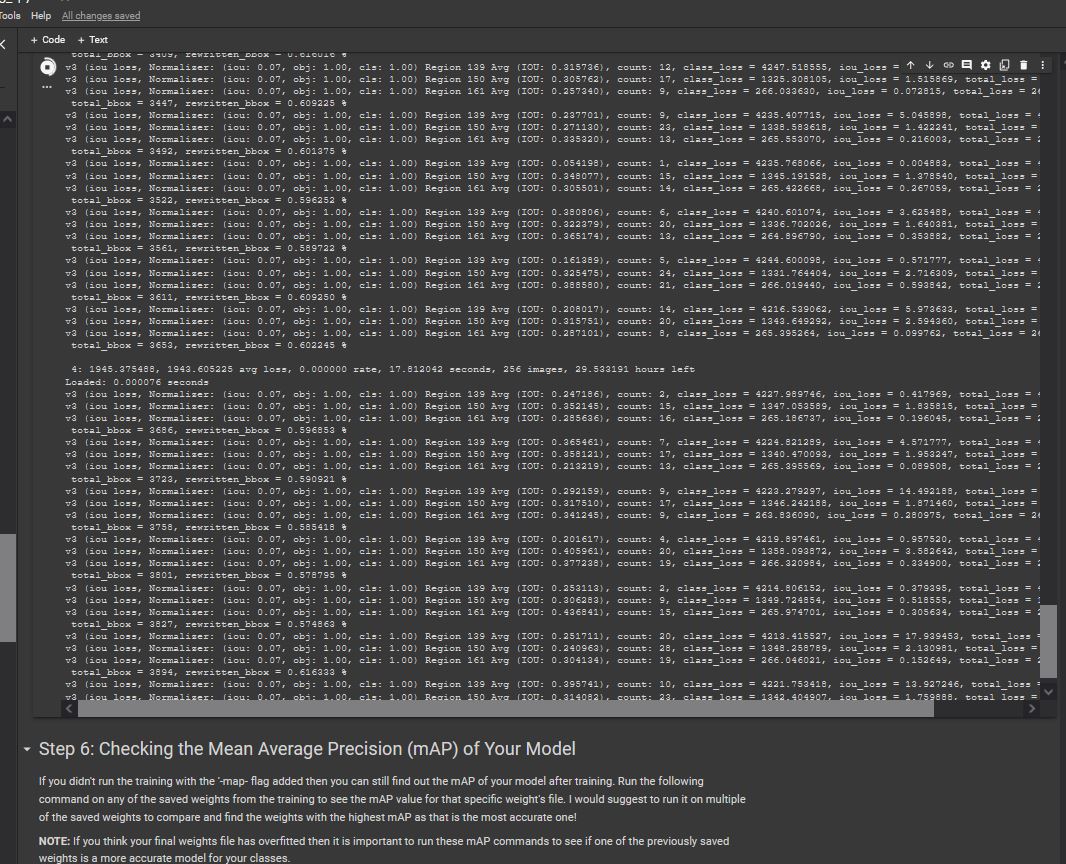 Tools Help All changes saved
+ Code + Text
total_bbox = 3409, rewritten_bbox = 0.616016 %
v3 (iou loss, Normalizer: (iou: 0.07, obj: 1.00, cls: 1.00) Region 139 Avg (IOU: 0.315736), count: 12, class_loss = 4247.518555, iou_loss =
v3 (iou loss, Normalizer: (iou: 0.07, obj: 1.00, cls: 1.00) Region 150 Avg (IOU: 0.305762), count: 17, class_loss = 1325.308105, iou_loss = 1.515869, total_loss =
v3 (iou loss, Normalizer: (iou: 0.07, obj: 1.00, cls: 1.00) Region 161 Avg (IOU: 0.257340), count: 9, class_loss = 266.033630, iou_loss = 0.072815, total_loss = 26
total_bbox = 3447, rewritten_bbox = 0.609225 %
v3 (iou loss, Normalizer: (iou: 0.07, obj: 1.00, cls: 1.00) Region 139 Avg (IOU: 0.237701), count: 9, class_loss = 4235.407715, iou_loss = 5.045898, total_loss = 4
v3 (iou loss, Normalizer: (iou: 0.07, obj: 1.00, cls: 1.00) Region 150 Avg (IOU: 0.271130), count: 23, class_loss = 1338.583618, iou_loss = 1.422241, total_loss =
v3 (iou loss, Normalizer: (iou: 0.07, obj: 1.00, cls: 1.00) Region 161 Avg (IOU: 0.335320), count: 13, class_loss = 265.553070, iou_loss = 0.216003, total_loss = 2
total_bbox = 3492, rewritten_bbox = 0.601375 %
v3 (iou loss, Normalizer: (iou: 0.07, obj: 1.00, cls: 1.00) Region 139 Avg (IOU: 0.054198), count: 1, class_loss = 4235.768066, iou_loss = 0.004883, total_loss = 4
v3 (iou loss, Normalizer: (iou: 0.07, obj: 1.00, cls: 1.00) Region 150 Avg (IOU: 0.348077), count: 15, class_loss = 1345.191528, iou_loss = 1.378540, total_loss =
v3 (iou loss, Normalizer: (iou: 0.07, obj: 1.00, cls: 1.00) Region 161 Avg (IOU: 0.305501), count: 14, class_loss = 265.422668, iou_loss = 0.267059, total_loss = 2
total_bbox = 3522, rewritten_bbox = 0.596252 %
v3 (iou loss, Normalizer: (iou: 0.07, obj: 1.00, cls: 1.00) Region 139 Avg (IOU: 0.380806), count: 6, class_loss = 4240.601074, iou_loss = 3.625488, total_loss = 4
v3 (iou loss, Normalizer: (iou: 0.07, obj: 1.00, cls: 1.00) Region 150 Avg (IOU: 0.322379), count: 20, class_loss = 1336.702026, iou_loss = 1.640381, total_loss =
v3 (iou loss, Normalizer: (iou: 0.07, obj: 1.00, cls: 1.00) Region 161 Avg (IOU: 0.365174), count: 13, class_loss = 264.896790, iou_loss = 0.353882, total_loss = 2
total_bbox = 3561, rewritten_bbox = 0.589722 %
v3 (iou loss, Normalizer: (iou: 0.07, obj: 1.00, cls: 1.00) Region 139 Avg (IOU: 0.161389), count: 5, class_loss = 4244.600098, iou_loss = 0.571777, total_loss = 4
v3 (iou loss, Normalizer: (iou: 0.07, obj: 1.00, cls: 1.00) Region 150 Avg (IOU: 0.325475), count: 24, class_loss = 1331.764404, iou_loss = 2.716309, total_loss =
v3 (iou loss, Normalizer: (iou: 0.07, obj: 1.00, cls: 1.00) Region 161 Avg (IOU: 0.388580), count: 21, class_loss = 266.019440, iou_loss = 0.593842, total_loss = 2
total_bbox = 3611, rewritten_bbox = 0.609250 %
v3 (iou loss, Normalizer: (iou: 0.07, obj: 1.00, cls: 1.00) Region 139 Avg (IOU: 0.208017), count: 14, class_loss = 4216.539062, iou_loss = 5.973633, total_loss =
v3 (iou loss, Normalizer: (iou: 0.07, obj: 1.00, cls: 1.00) Region 150 Avg (IOU: 0.315751), count: 20, class_loss = 1343.649292, iou_loss = 2.594360, total_loss =
v3 (iou loss, Normalizer: (iou: 0.07, obj: 1.00, cls: 1.00) Region 161 Avg (IOU: 0.287101), count: 8, class_loss = 265.395264, iou_loss = 0.099762, total_loss = 26
total_bbox = 3653, rewritten_bbox = 0.602245 %
4: 1945.375488, 1943.605225 avg loss, 0.000000 rate, 17.812042 seconds, 256 images, 29.533191 hours left
Loaded: 0.000076 seconds
v3 (iou loss, Normalizer: (iou: 0.07, obj: 1.00, cls: 1.00) Region 139 Avg (IOU: 0.247186), count: 2, class_loss = 4227.989746, iou_loss = 0.417969, total_loss = 4
v3 (iou loss, Normalizer: (iou: 0.07, obj: 1.00, cls: 1.00) Region 150 Avg (IOU: 0.352145), count: 15, class_loss = 1347.053589, iou_loss = 1.835815, total_loss =
v3 (iou loss, Normalizer: (iou: 0.07, obj: 1.00, cls: 1.00) Region 161 Avg (IOU: 0.285636), count: 16, class_loss = 265.186737, iou_loss = 0.196045, total_loss = 2
total_bbox = 3686, rewritten_bbox = 0.596853 %
v3 (iou loss, Normalizer: (iou: 0.07, obj: 1.00, cls: 1.00) Region 139 Avg (IOU: 0.365461), count: 7, class_loss = 4224.821289, iou_loss = 4.571777, total_loss = 4
v3 (iou loss, Normalizer: (iou: 0.07, obj: 1.00, cls: 1.00) Region 150 Avg (IOU: 0.358121), count: 17, class_loss = 1340.470093, iou_loss = 1.953247, total_loss =
v3 (iou loss, Normalizer: (iou: 0.07, obj: 1.00, cls: 1.00) Region 161 Avg (IOU: 0.213219), count: 13, class_loss = 265.395569, iou_loss = 0.089508, total_loss = 2
total_bbox = 3723, rewritten_bbox = 0.590921 %
v3 (iou loss, Normalizer: (iou: 0.07, obj: 1.00, cls: 1.00) Region 139 Avg (IOU: 0.292159), count: 9, class_loss = 4223.279297, iou_loss = 14.492188, total_loss =
v3 (iou loss, Normalizer: (iou: 0.07, obj: 1.00, cls: 1.00) Region 150 Avg (IOU: 0.317510), count: 17, class_loss = 1346.242188, iou_loss = 1.871460, total_loss =
v3 (iou loss, Normalizer: (iou: 0.07, obj: 1.00, cls: 1.00) Region 161 Avg (IOU: 0.341245), count: 9, class_loss = 263.836090, iou_loss = 0.280975, total_loss = 26
total_bbox = 3758, rewritten_bbox = 0.585418 %
v3 (iou loss, Normalizer: (iou: 0.07, obj: 1.00, cls: 1.00) Region 139 Avg (IOU: 0.201617), count: 4, class_loss = 4219.897461, iou_loss = 0.957520, total_loss = 4
v3 (iou loss, Normalizer: (iou: 0.07, obj: 1.00, cls: 1.00) Region 150 Avg (IOU: 0.405961), count: 20, class_loss = 1358.093872, iou_loss = 3.582642, total_loss =
v3 (iou loss, Normalizer: (iou: 0.07, obj: 1.00, cls: 1.00) Region 161 Avg (IOU: 0.377238), count: 19, class_loss = 266.320984, iou_loss = 0.334900, total_loss = 2
total_bbox = 3801, rewritten_bbox = 0.578795 %
v3 (iou loss, Normalizer: (iou: 0.07, obj: 1.00, cls: 1.00) Region 139 Avg (IOU: 0.253113), count: 2, class_loss = 4214.806152, iou_loss = 0.379395, total_loss = 4
v3 (iou loss, Normalizer: (iou: 0.07, obj: 1.00, cls: 1.00) Region 150 Avg (IOU: 0.306283), count: 9, class_loss = 1349.724854, iou_loss = 0.518555, total_loss = 1
v3 (iou loss, Normalizer: (iou: 0.07, obj: 1.00, cls: 1.00) Region 161 Avg (IOU: 0.436841), count: 15, class_loss = 265.974701, iou_loss = 0.305634, total_loss = 2
total_bbox = 3827, rewritten_bbox = 0.574863 %
v3 (iou loss, Normalizer: (iou: 0.07, obj: 1.00, cls: 1.00) Region 139 Avg (IOU: 0.251711), count: 20, class_loss = 4213.415527, iou_loss = 17.939453, total_loss =
v3 (iou loss, Normalizer: (iou: 0.07, obj: 1.00, cls: 1.00) Region 150 Avg (IOU: 0.240963), count: 28, class_loss = 1348.258789, iou_loss = 2.130981, total_loss =
v3 (iou loss, Normalizer: (iou: 0.07, obj: 1.00, cls: 1.00) Region 161 Avg (IOU: 0.304134), count: 19, class_loss = 266.046021, iou_loss = 0.152649, total_loss = 2
total_bbox = 3894, rewritten_bbox = 0.616333 %
v3 (iou loss, Normalizer: (iou: 0.07, obj: 1.00, cls: 1.00) Region 139 Avg (IOU: 0.395741), count: 10, class_loss = 4221.753418, iou_loss = 13.927246, total_loss =
v3 (iou loss, Normalizer: (iou: 0.07, obj: 1.00, cls: 1.00) Region 150 Avg (IOU: 0.314082), count: 23, class_loss = 1342.404907, iou_loss = 1.759888, total_loss =
Step 6: Checking the Mean Average Precision (mAP) of Your Model
If you didn't run the training with the '-map- flag added then you can still find out the mAP of your model after training. Run the following
command on any of the saved weights from the training to see the mAP value for that specific weight's file. I would suggest to run it on multiple
of the saved weights to compare and find the weights with the highest mAP as that is the most accurate one!
NOTE: If you think your final weights file has overfitted then it is important to run these mAP commands to see if one of the previously saved
weights is a more accurate model for your classes.